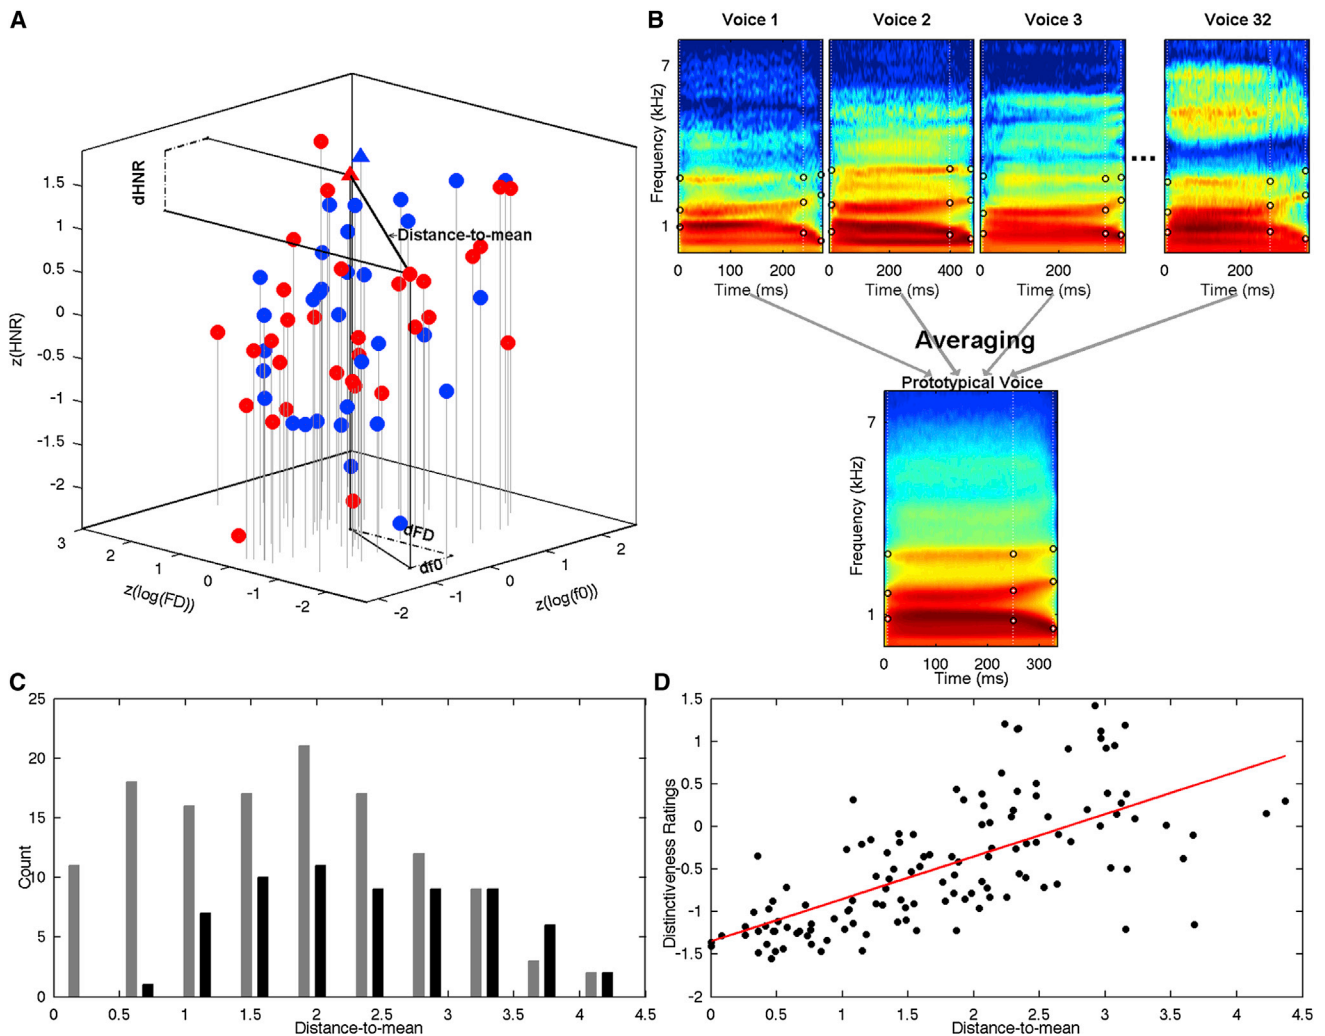 A
dHNR
Distance-to-mean
z(HNR)
1.5
1
0.5
0
-0.5
-1
-1.5
-2
dFD
df0
3
2
1
0
-1
-2
z(log(FD))
-2
-1
0
1
2
z(log(f0))
B
Voice 1
Voice 2
Voice 3
Voice 32
Frequency (kHz)
7
1
...
0 100 200
0 200 400
0 200
200
Time (ms)
Time (ms)
Time (ms)
Time (ms)
Averaging
Prototypical Voice
Frequency (kHz)
7
1
0 100 200 300
Time (ms)
C
Count
25
20
15
10
5
0
0 0.5 1 1.5 2 2.5 3 3.5 4 4.5
Distance-to-mean
D
Distinctiveness Ratings
1.5
1
-0.5
0
-0.5
-1
-1.5
-2
0 0.5 1 1.5 2 2.5 3 3.5 4 4.5
Distance-to-mean